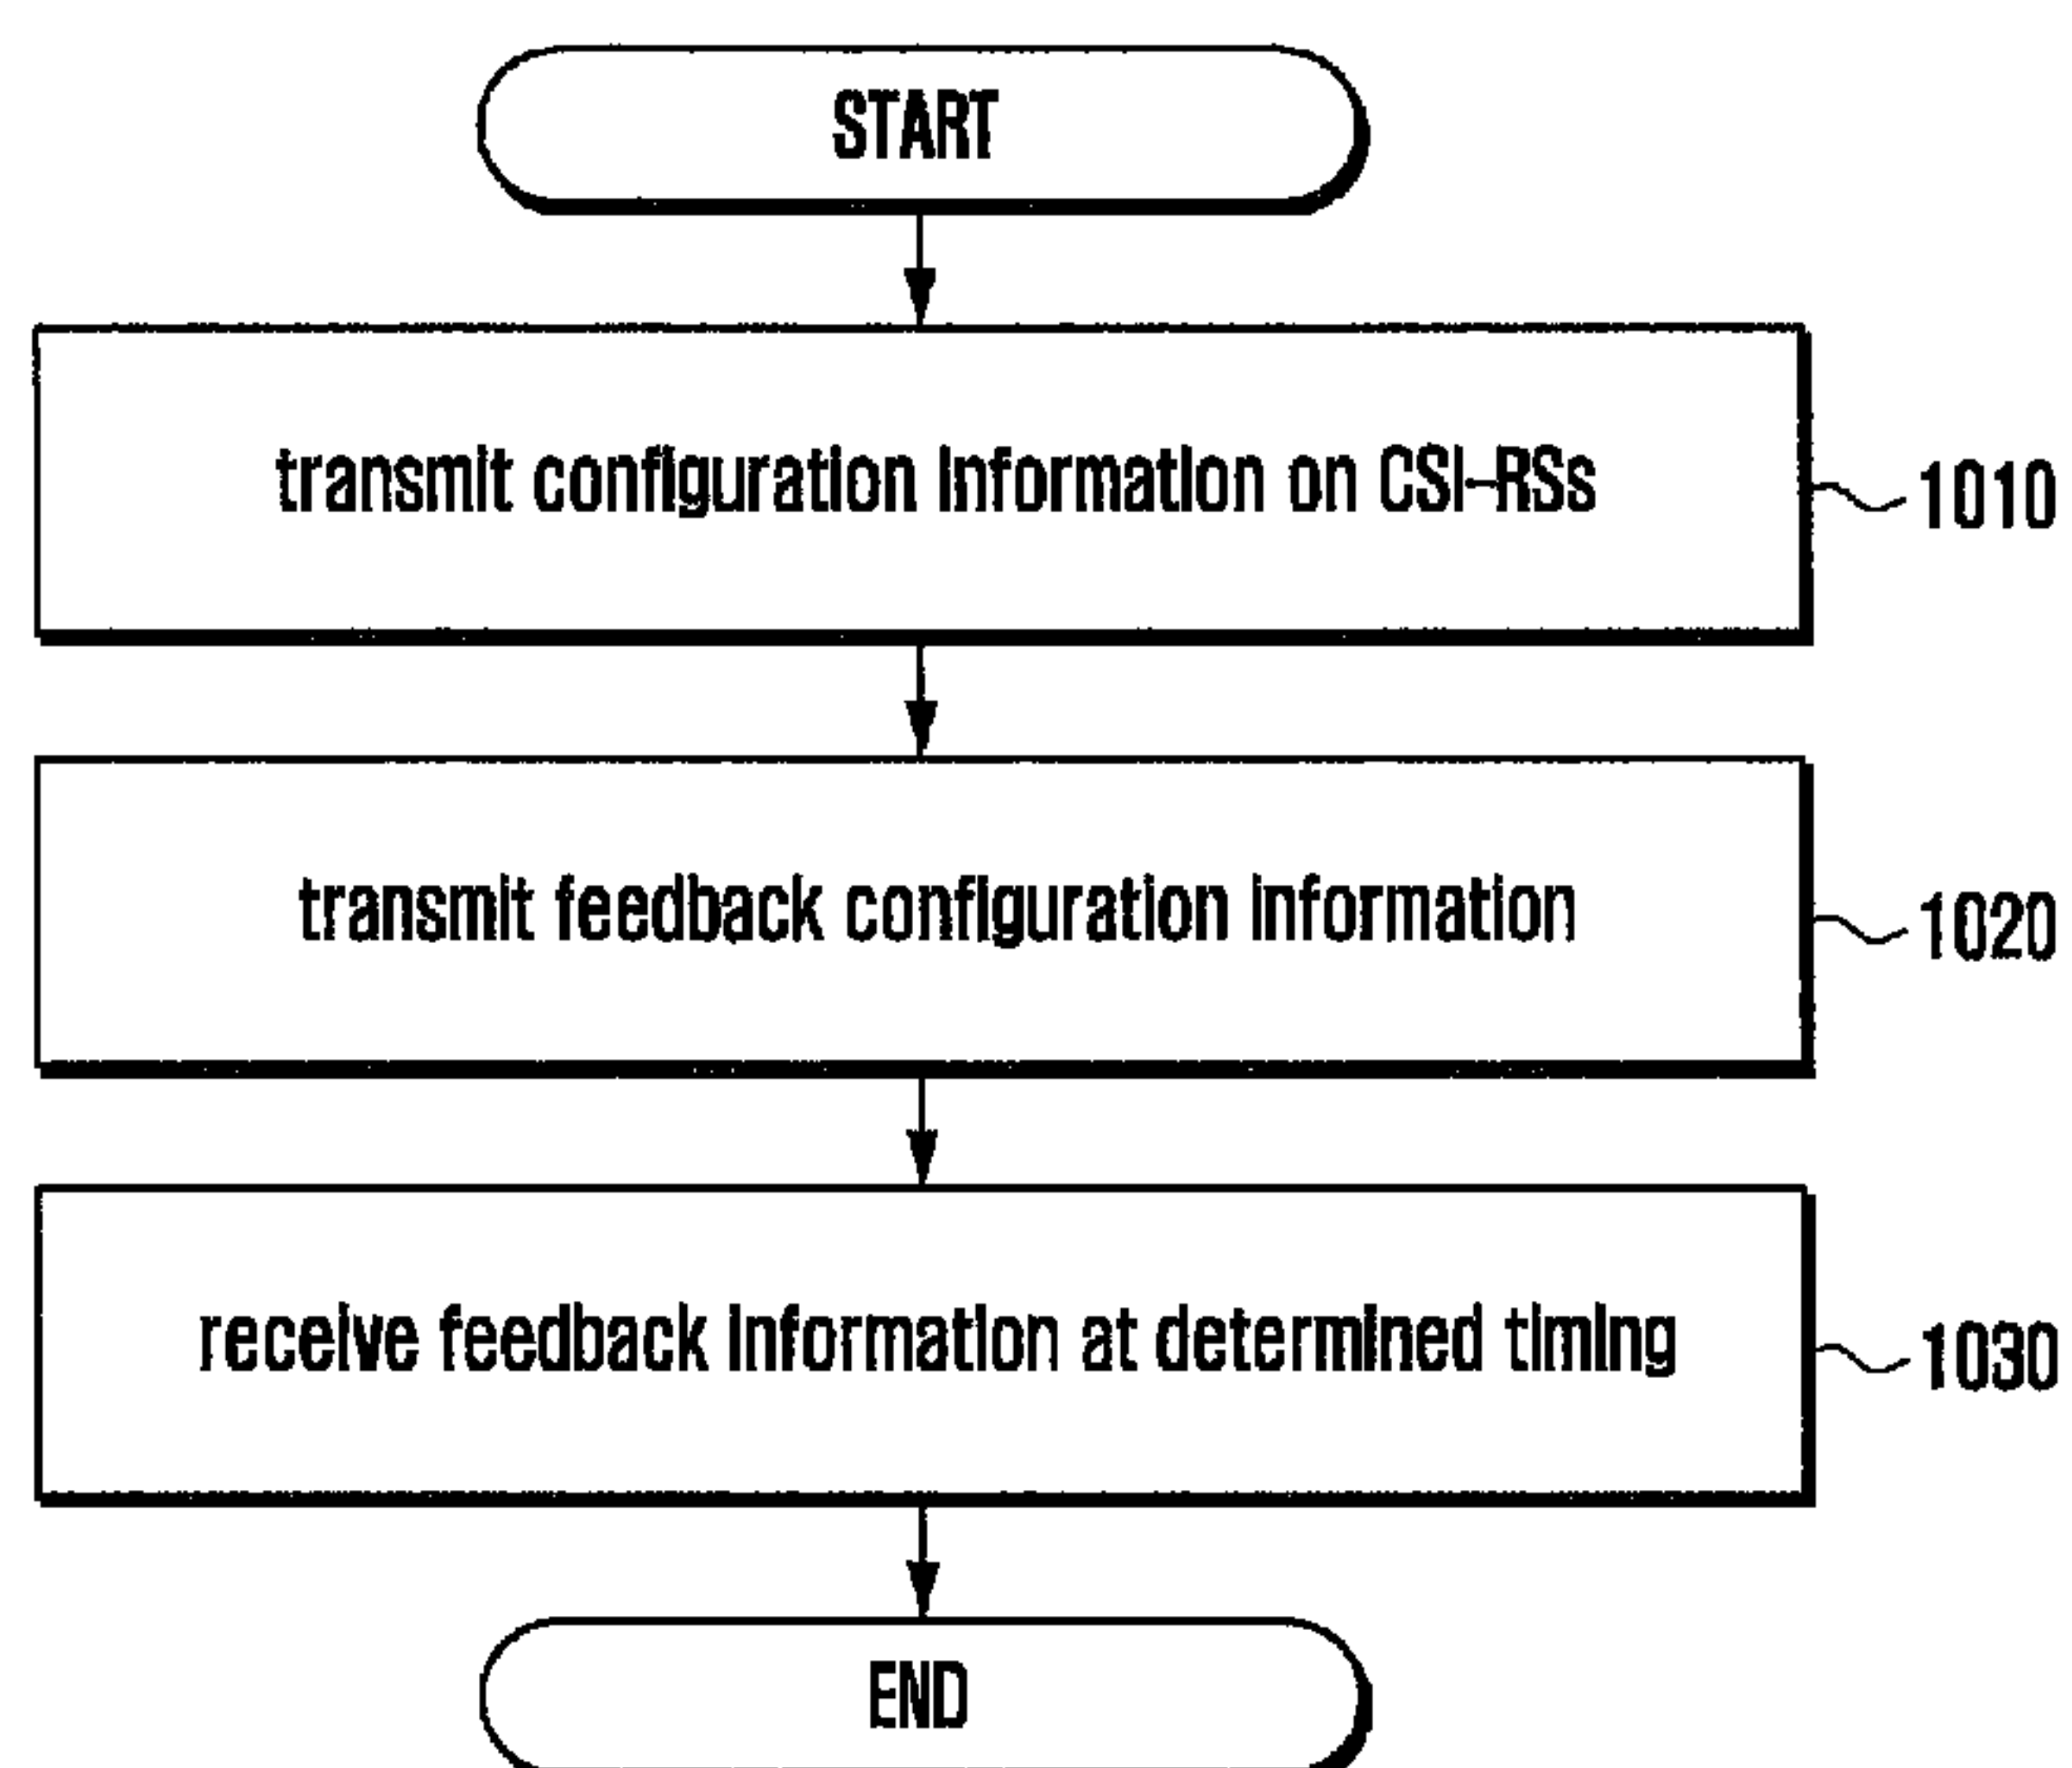 START
transmit configuration information on CSI-RSs
1010
transmit feedback configuration information
1020
receive feedback information at determined timing
1030
END